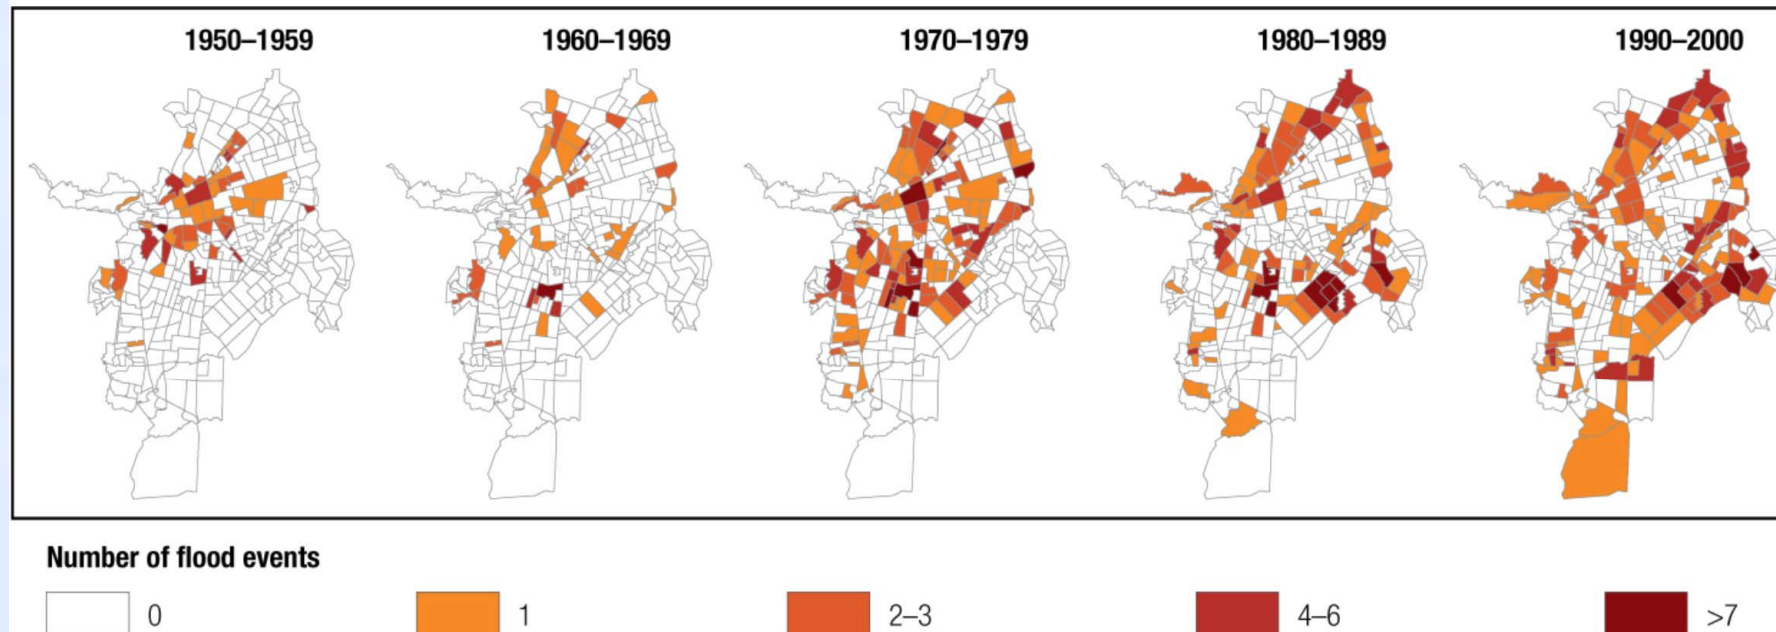 1950–1959 1960–1969 1970–1979 1980–1989 1990–2000
Number of flood events
0 1 2–3 4–6 >7